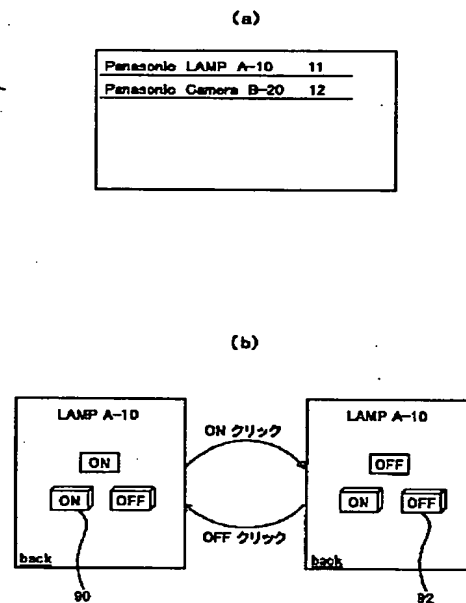 (a)
Panasonic LAMP A-10 11
Panasonic Camera B-20 12
(b)
LAMP A-10
ON
ON OFF
back
90
ON クリック
OFF クリック
LAMP A-10
OFF
ON OFF
back
92